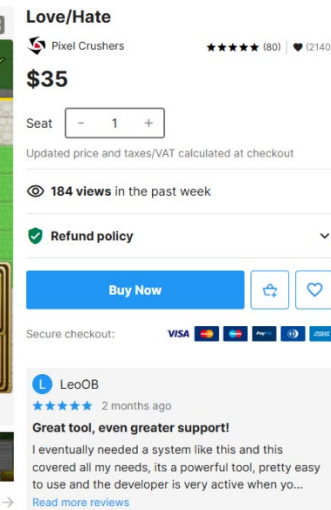 Love/Hate
Pixel Crushers ★★★★★ (80) | ♥ (2140
$35
Seat - 1 +
Updated price and taxes/VAT calculated at checkout
184 views in the past week
Refund policy
Buy Now
Secure checkout: VISA PayPal
L LeoOB
★★★★★ 2 months ago
Great tool, even greater support!
I eventually needed a system like this and this
covered all my needs, its a powerful tool, pretty easy
to use and the developer is very active when yo...
Read more reviews